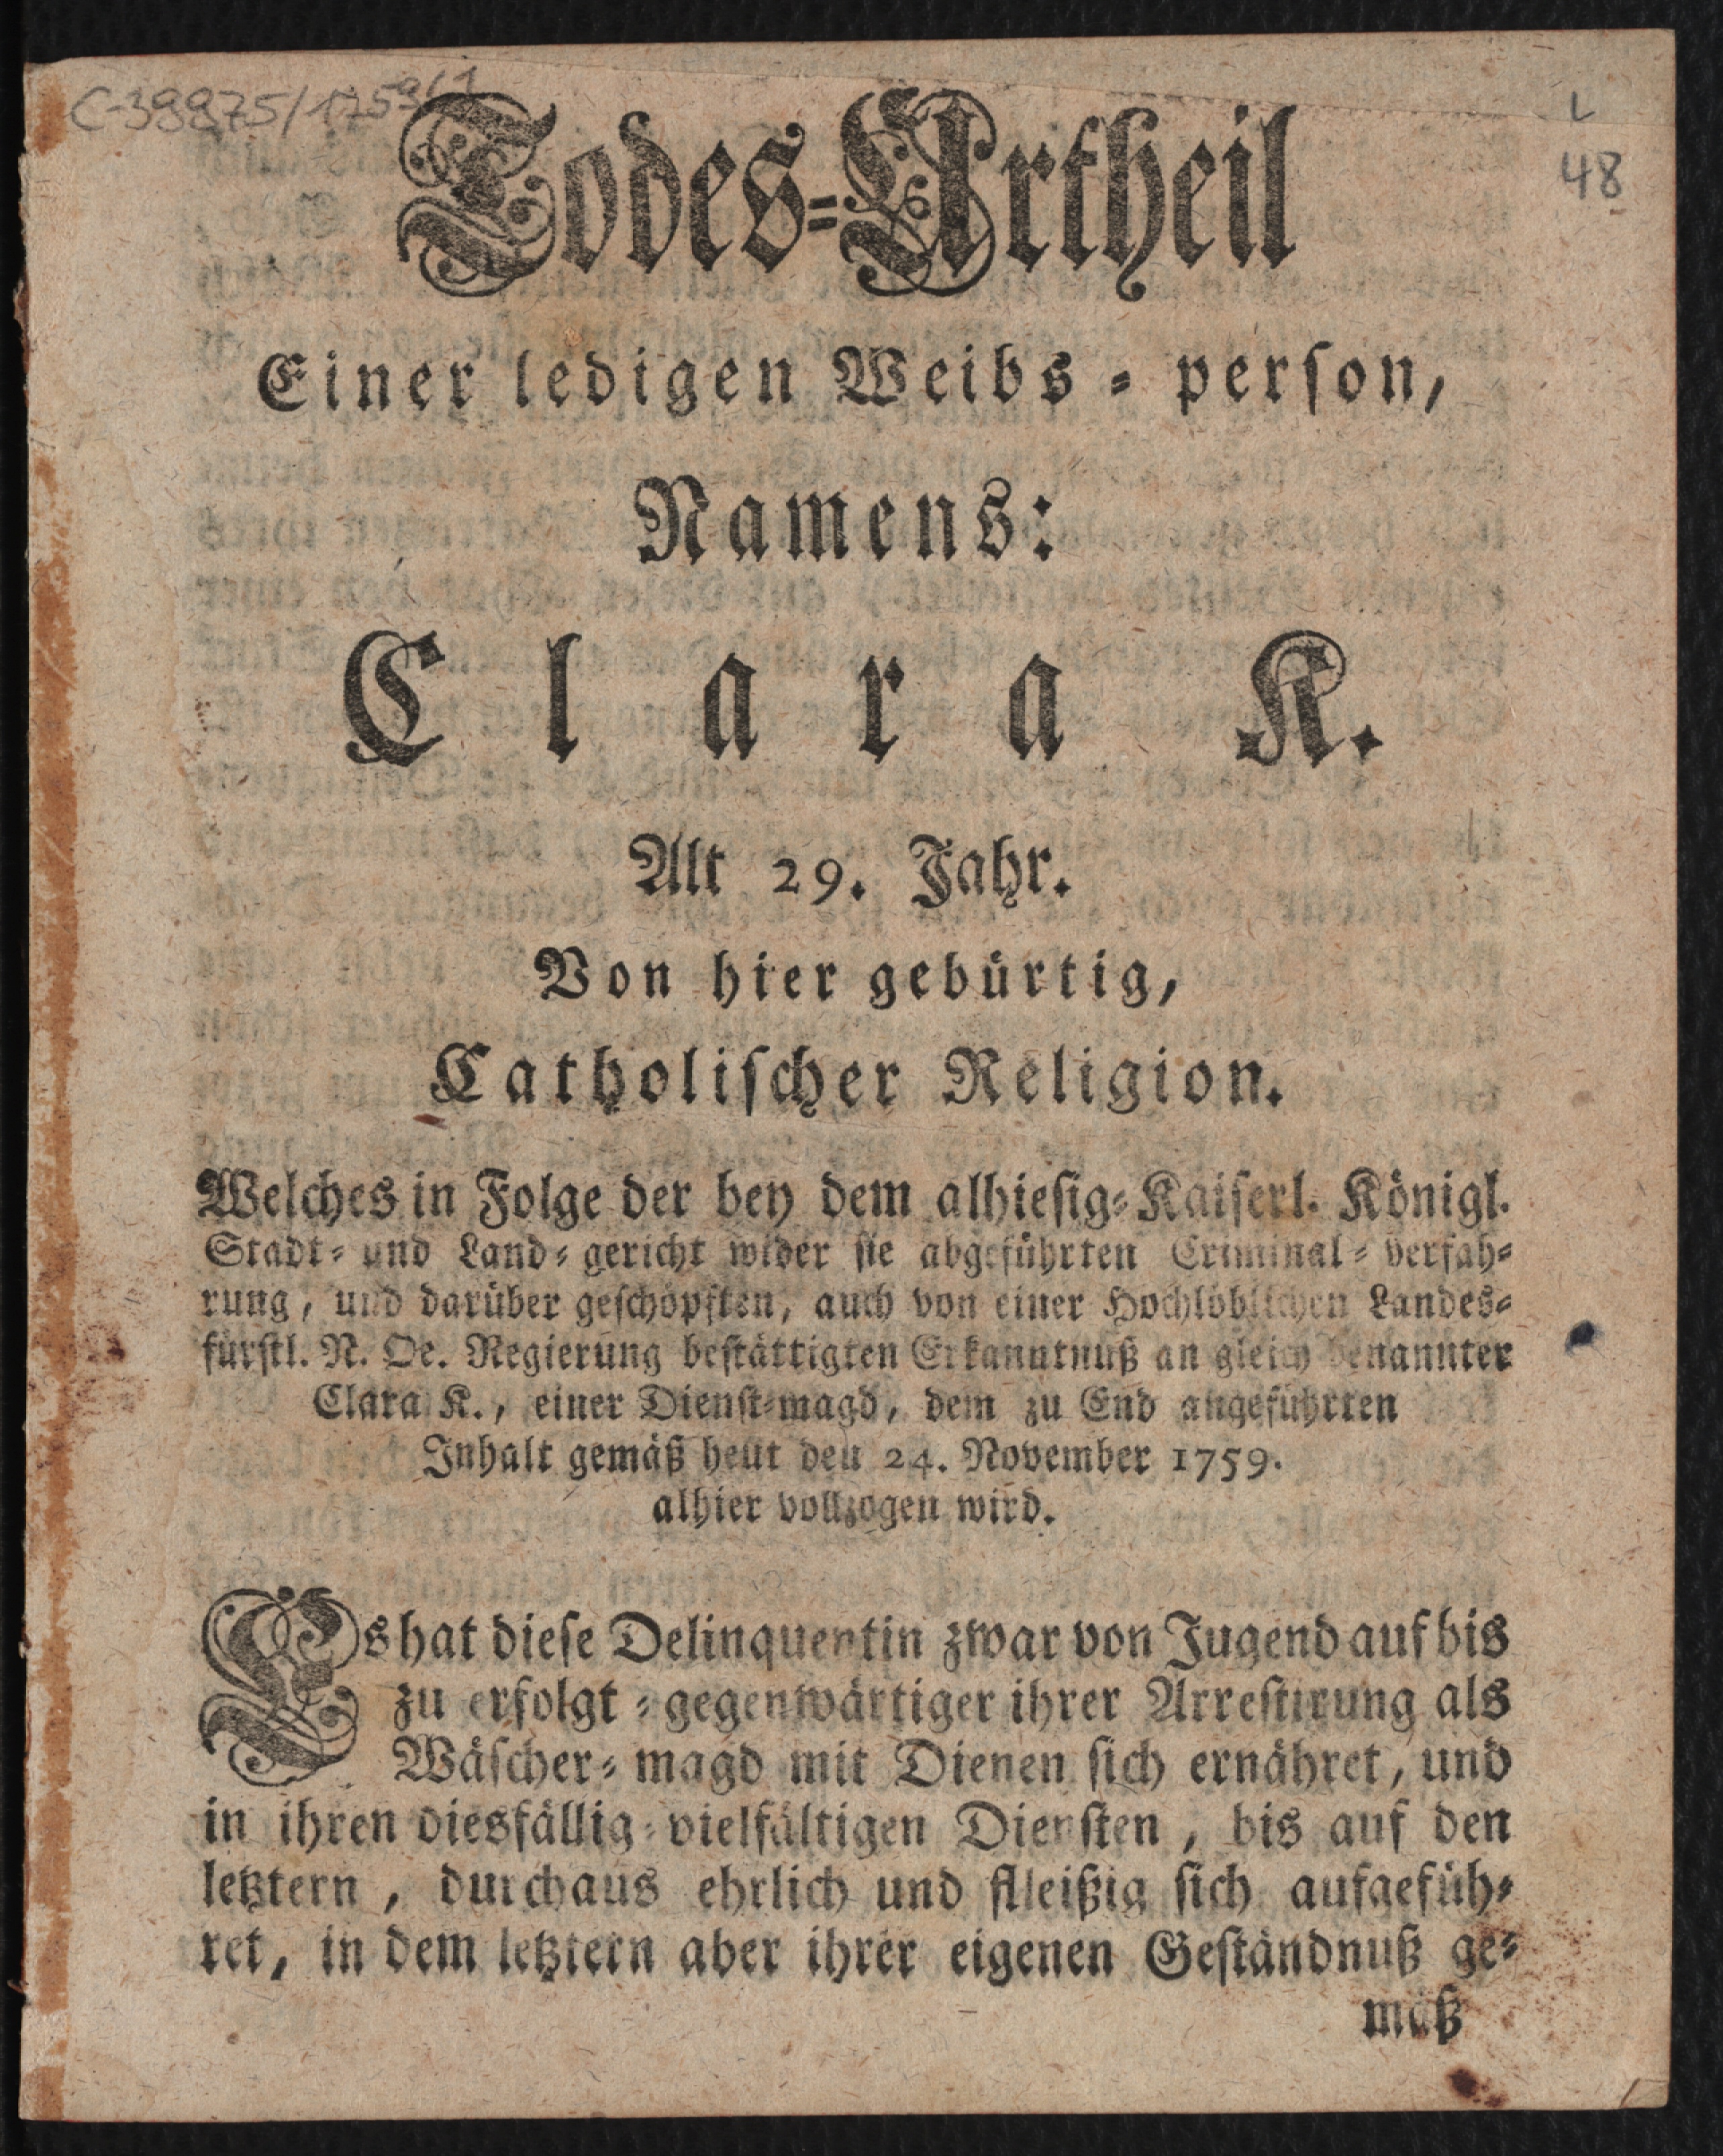 C-39875/1759/1
L
48
Todes=Urtheil
Einer ledigen Weibs = person,
Namens:
Clara K.
Alt 29. Jahr.
Von hier gebürtig,
Catholischer Religion.
Welches in Folge der bey dem alhiesig=Kaiserl. Königl.
Stadt= und Land= gericht wider sie abgeführten Criminal = verfah=
rung, und darüber geschöpften, auch von einer Hochlöblichen Landes=
fürstl. N. Oe. Regierung bestättigten Erkanntnuß an gleich benannter
Clara K., einer Dienst=magd, dem zu End angeführten
Inhalt gemäß heut den 24. November 1759.
alhier vollzogen wird.
Es hat diese Delinquentin zwar von Jugend auf bis
zu erfolgt = gegenwärtiger ihrer Arrestirung als
Wäscher= magd mit Dienen sich ernähret, und
in ihren diesfällig=vielfältigen Diensten, bis auf den
letztern, durchaus ehrlich und fleißig sich aufgefüh=
ret, in dem letztern aber ihrer eigenen Geständnuß ge=
mäß